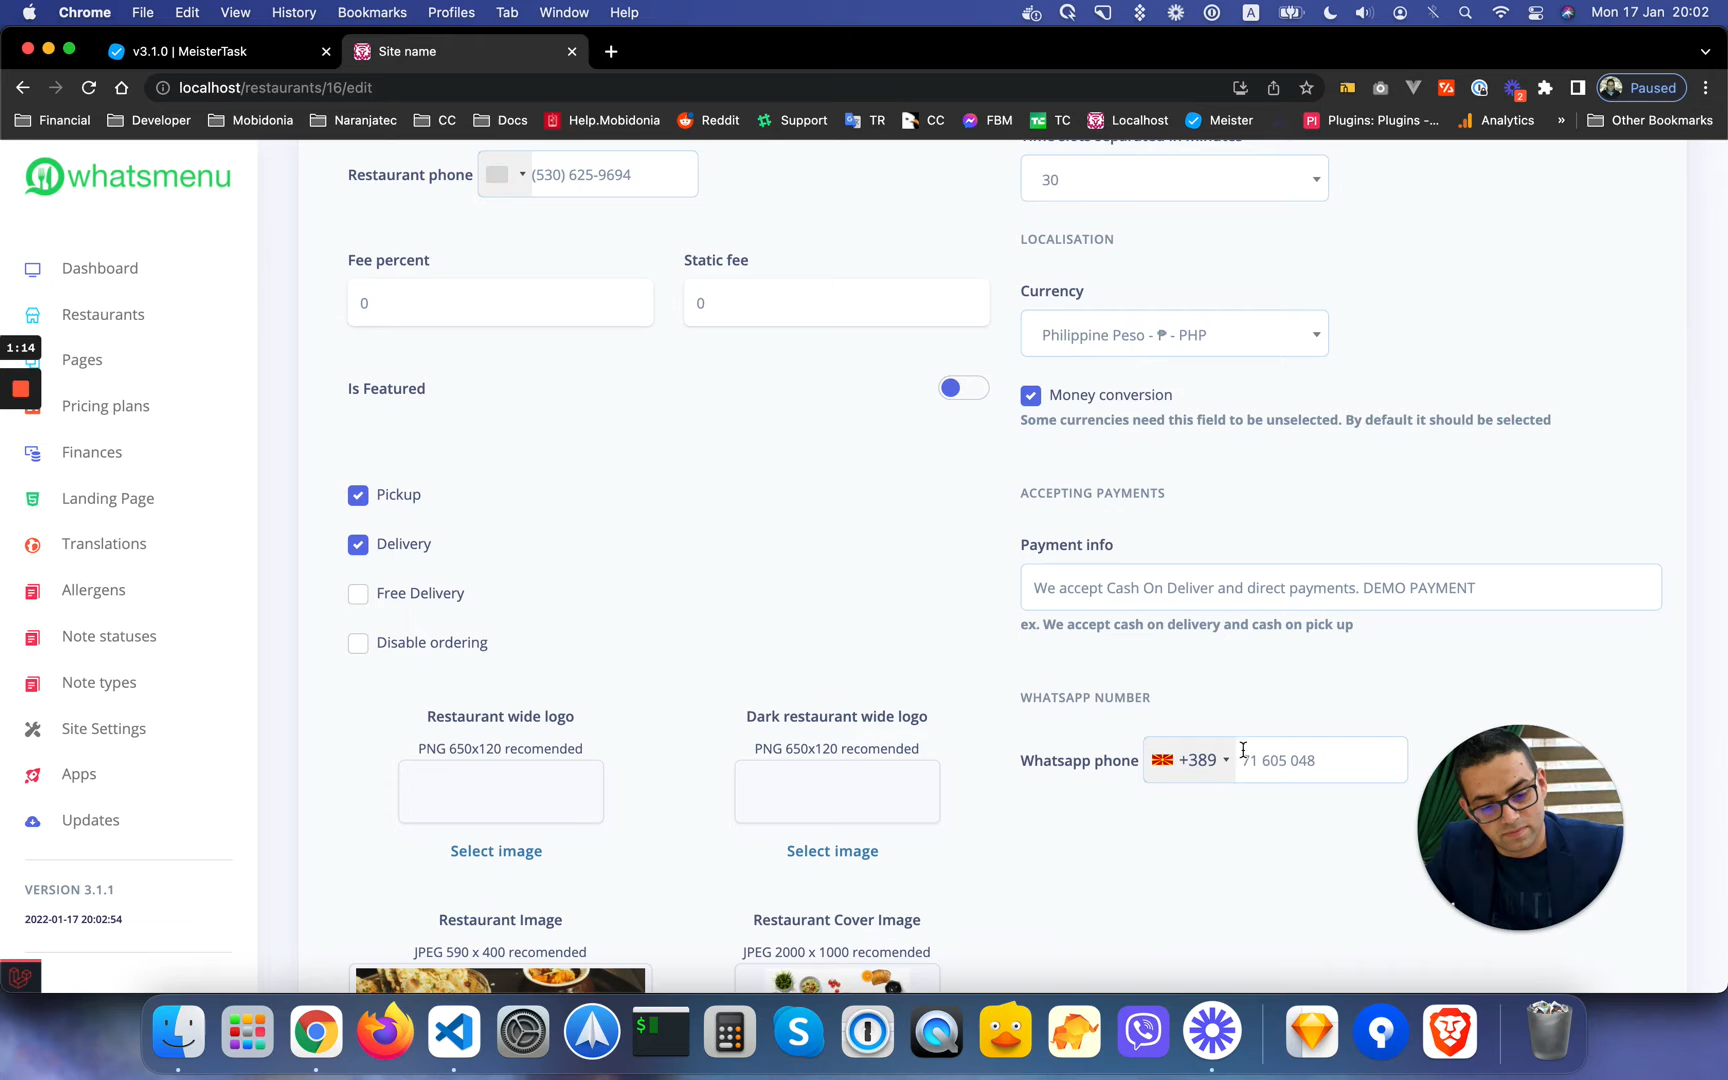 Chrome File Edit View History Bookmarks Profiles Tab Window Help A Mon 17 Jan 20:02
v3.1.0 | MeisterTask Site name
localhost/restaurants/16/edit Paused
Financial Developer Mobidonia Naranjatec CC Docs Help.Mobidonia Reddit Support TR CC FBM TC Localhost Meister Plugins: Plugins -... Analytics » Other Bookmarks
whatsmenu
Dashboard
Restaurants
1:14
Pages
Pricing plans
Finances
Landing Page
Translations
Allergens
Note statuses
Note types
Site Settings
Apps
Updates
VERSION 3.1.1
2022-01-17 20:02:54
Restaurant phone (530) 625-9694
Fee percent Static fee
0 0
Is Featured
Pickup
Delivery
Free Delivery
Disable ordering
Restaurant wide logo Dark restaurant wide logo
PNG 650x120 recomended PNG 650x120 recomended
Select image Select image
Restaurant Image Restaurant Cover Image
JPEG 590 x 400 recomended JPEG 2000 x 1000 recomended
30
LOCALISATION
Currency
Philippine Peso - ₱ - PHP
Money conversion
Some currencies need this field to be unselected. By default it should be selected
ACCEPTING PAYMENTS
Payment info
We accept Cash On Deliver and direct payments. DEMO PAYMENT
ex. We accept cash on delivery and cash on pick up
WHATSAPP NUMBER
Whatsapp phone +389 71 605 048